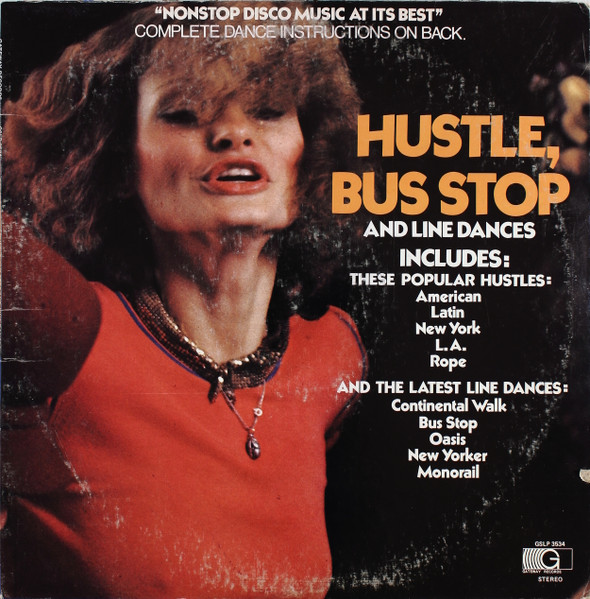 "NONSTOP DISCO MUSIC AT ITS BEST"
COMPLETE DANCE INSTRUCTIONS ON BACK.
HUSTLE,
BUS STOP
AND LINE DANCES
INCLUDES:
THESE POPULAR HUSTLES:
American
Latin
New York
L.A.
Rope
AND THE LATEST LINE DANCES:
Continental Walk
Bus Stop
Oasis
New Yorker
Monorail
GSLP 3534
G
GATEWAY RECORDS
STEREO